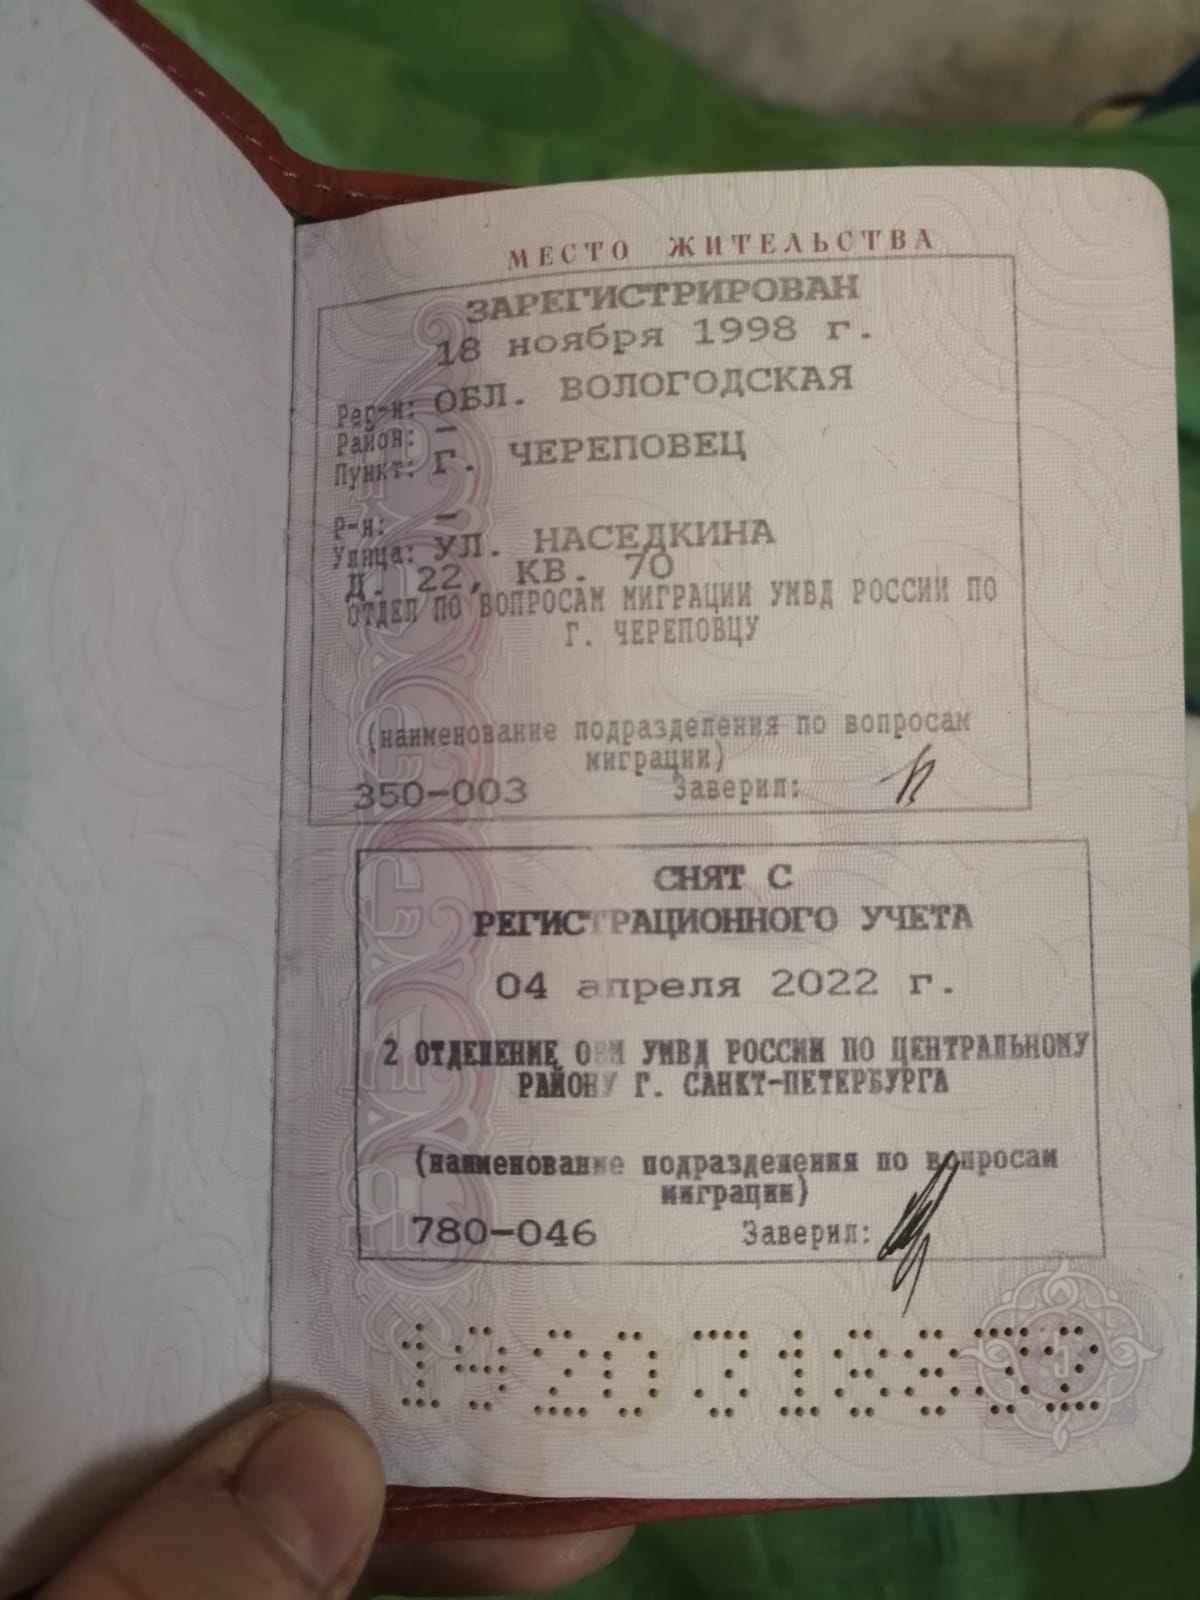 МЕСТО ЖИТЕЛЬСТВА
ЗАРЕГИСТРИРОВАН
18 ноября 1998 г.
Рег-н: ОБЛ. ВОЛОГОДСКАЯ
Район: –
Пункт: Г. ЧЕРЕПОВЕЦ
Р-н: –
Улица: УЛ. НАСЕДКИНА
Д. 22, КВ. 70
ОТДЕЛ ПО ВОПРОСАМ МИГРАЦИИ УМВД РОССИИ ПО
Г. ЧЕРЕПОВЦУ
(наименование подразделения по вопросам
миграции)
350-003 Заверил:
СНЯТ С
РЕГИСТРАЦИОННОГО УЧЕТА
04 апреля 2022 г.
2 ОТДЕЛЕНИЕ ОВМ УМВД РОССИИ ПО ЦЕНТРАЛЬНОМУ
РАЙОНУ Г. САНКТ-ПЕТЕРБУРГА
(наименование подразделения по вопросам
миграции)
780-046 Заверил:
5